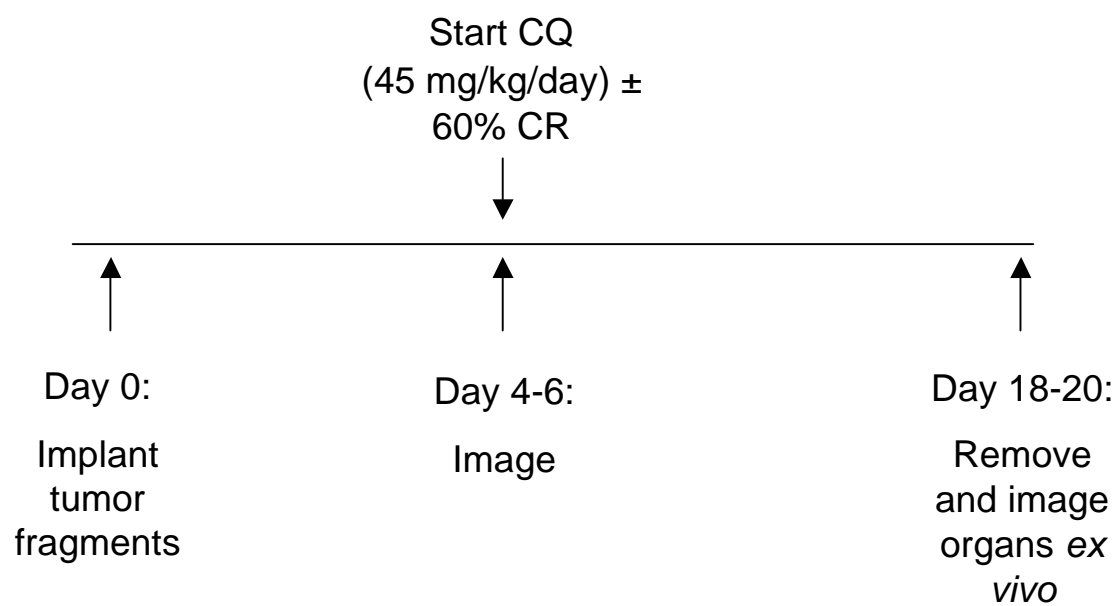 Start CQ
(45 mg/kg/day) ±
60% CR
Day 0:
Implant
tumor
fragments
Day 4-6:
Image
Day 18-20:
Remove
and image
organs ex
vivo